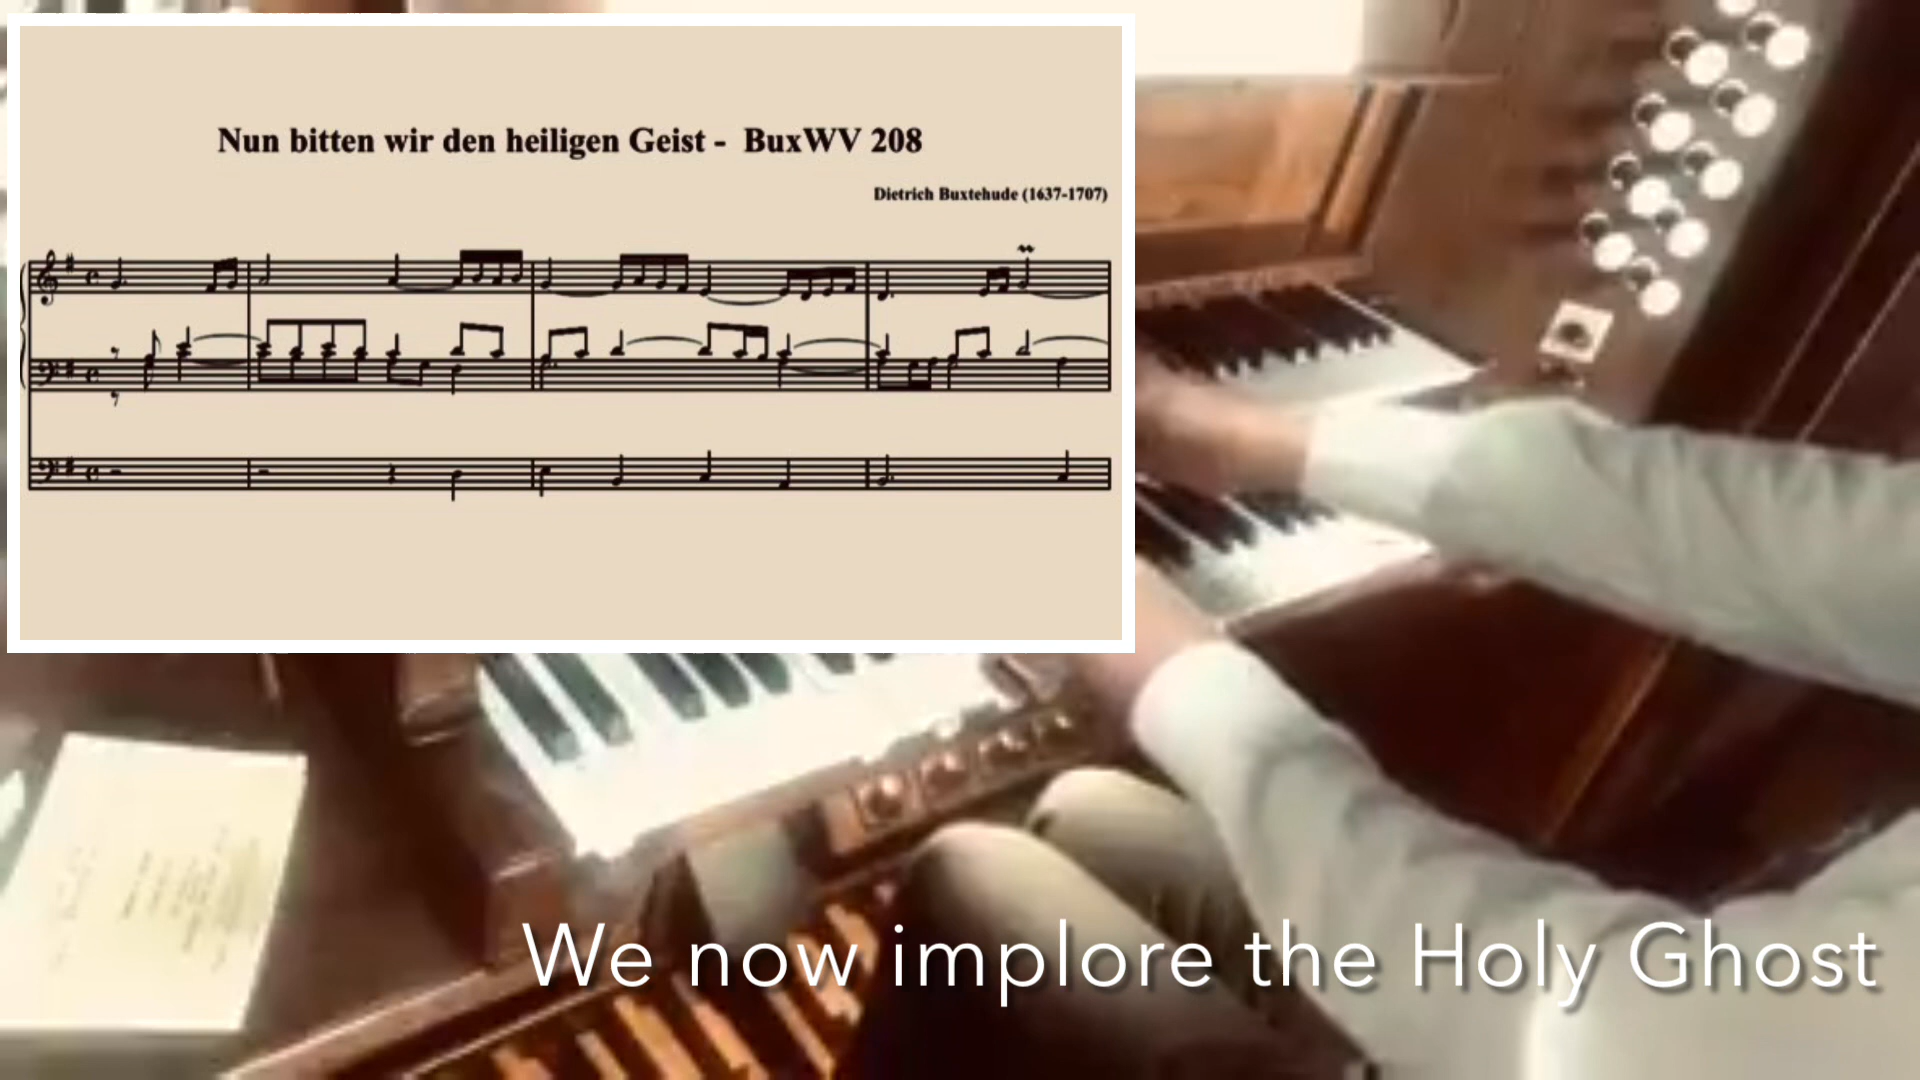 Nun bitten wir den heiligen Geist - BuxWV 208
Dietrich Buxtehude (1637-1707)
We now implore the Holy Ghost